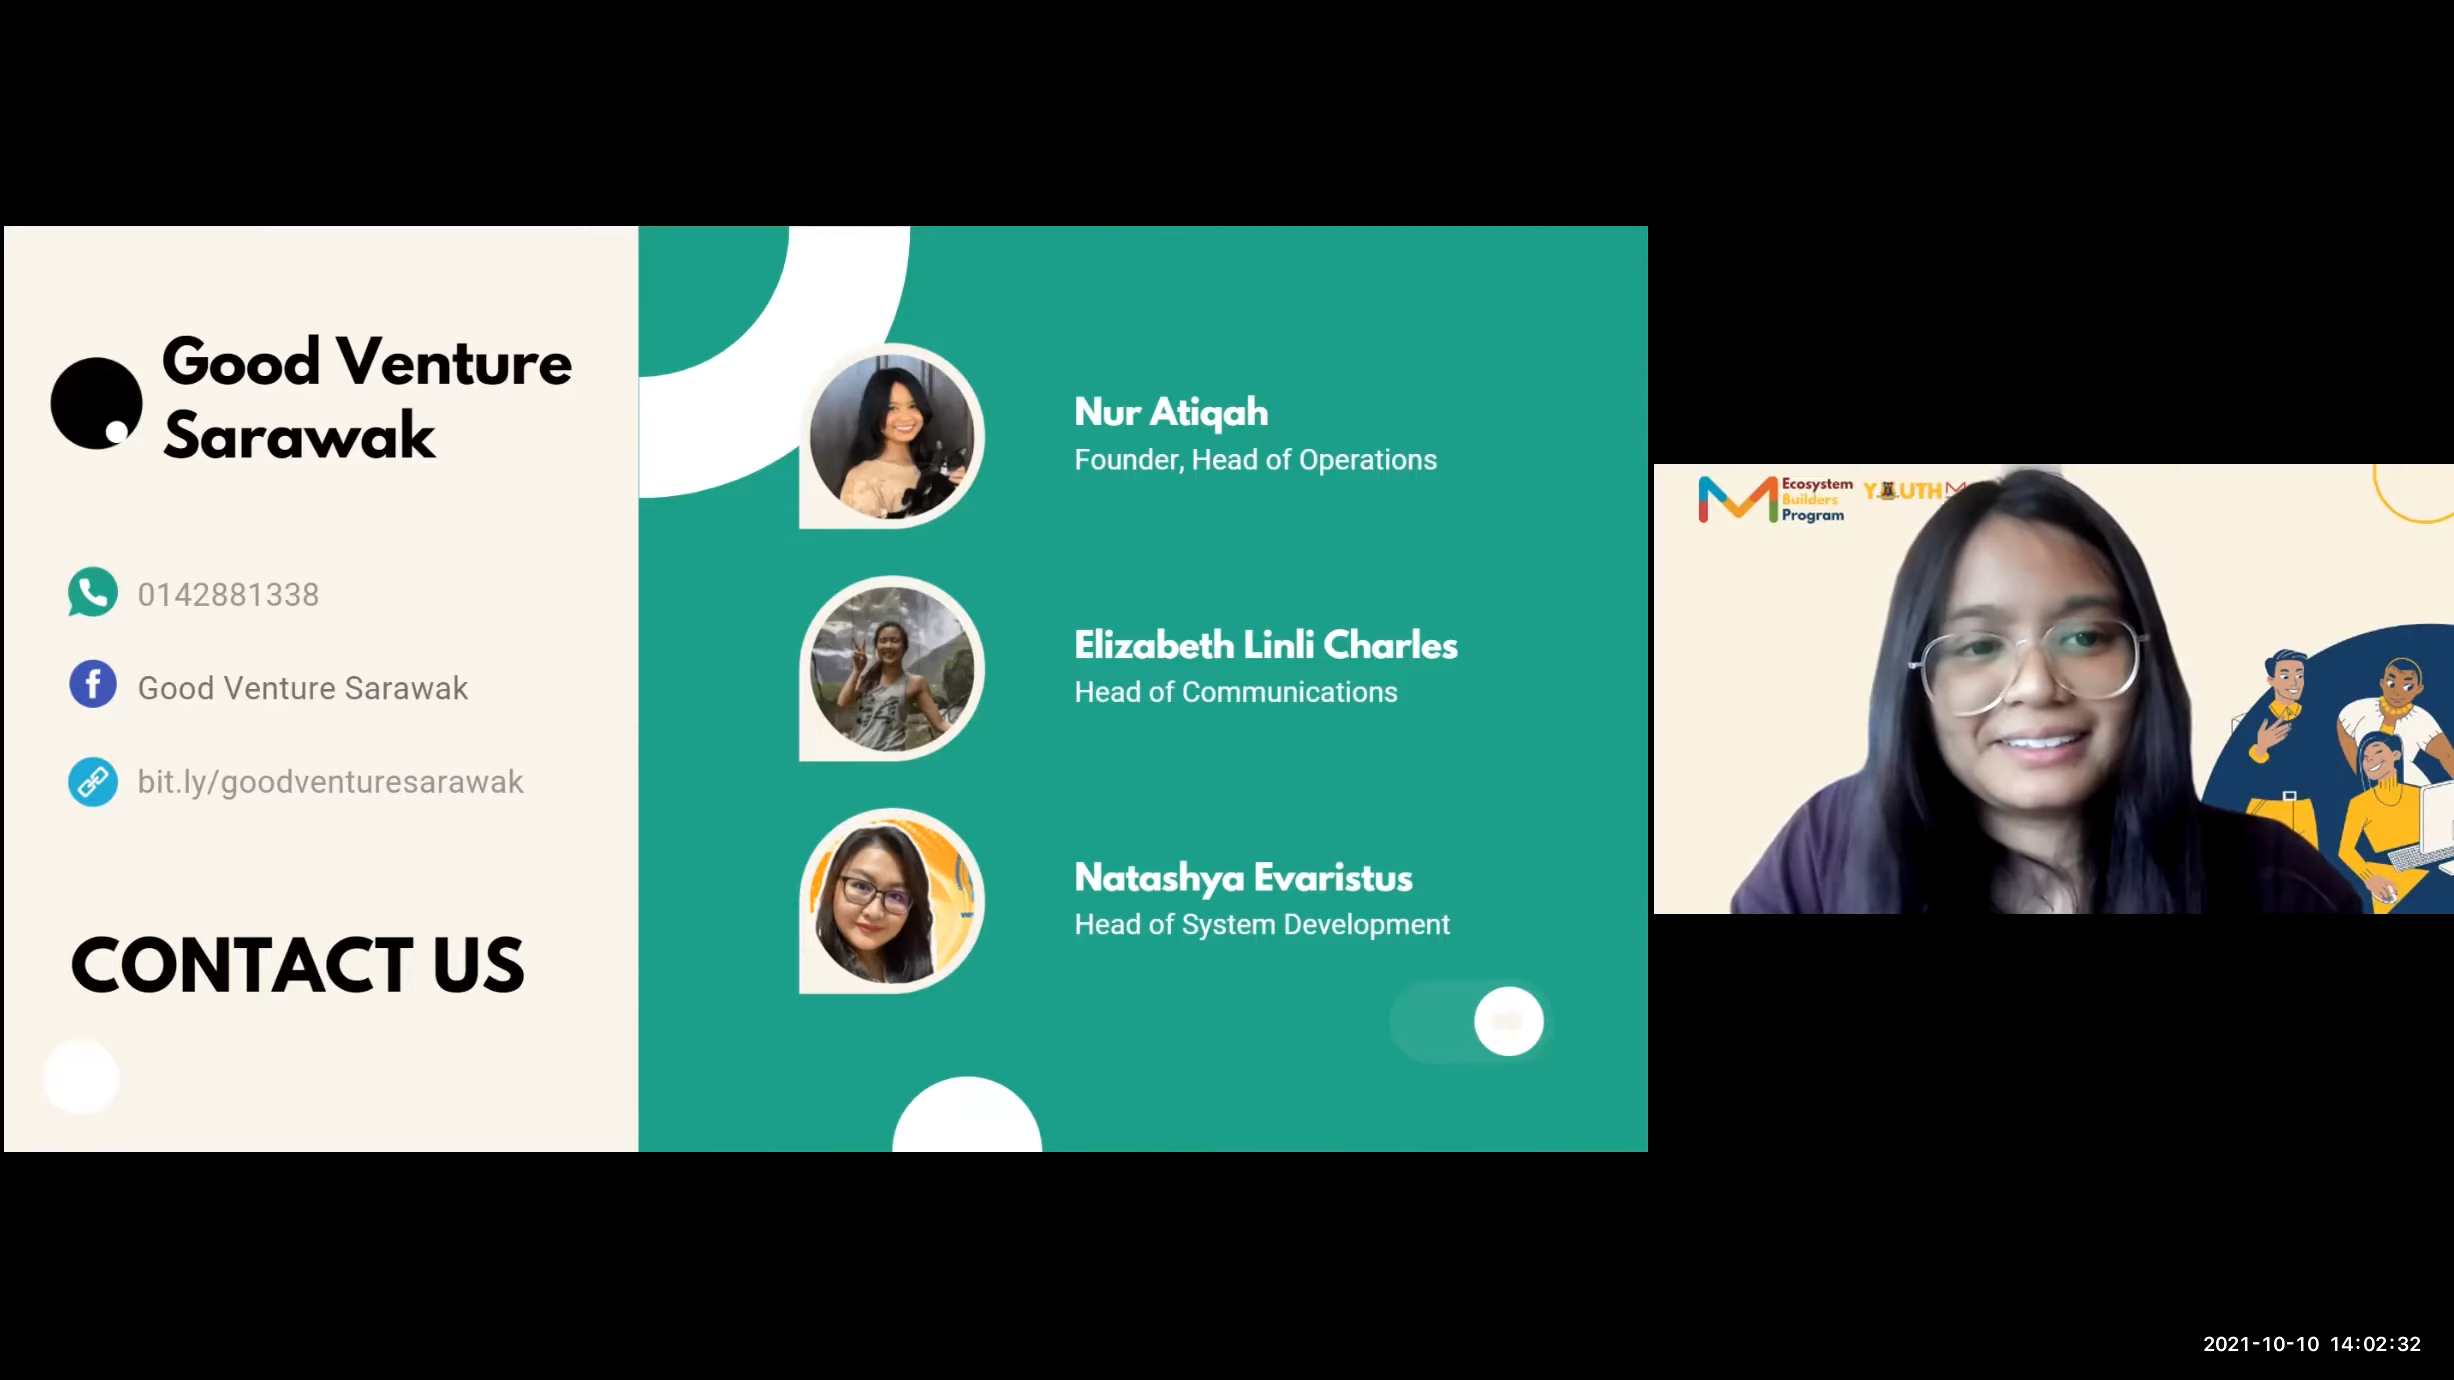 Good Venture
Sarawak
0142881338
Good Venture Sarawak
bit.ly/goodventuresarawak
CONTACT US
Nur Atiqah
Founder, Head of Operations
Elizabeth Linli Charles
Head of Communications
Natashya Evaristus
Head of System Development
Ecosystem
Builders
Program
YOUTH
2021-10-10 14:02:32